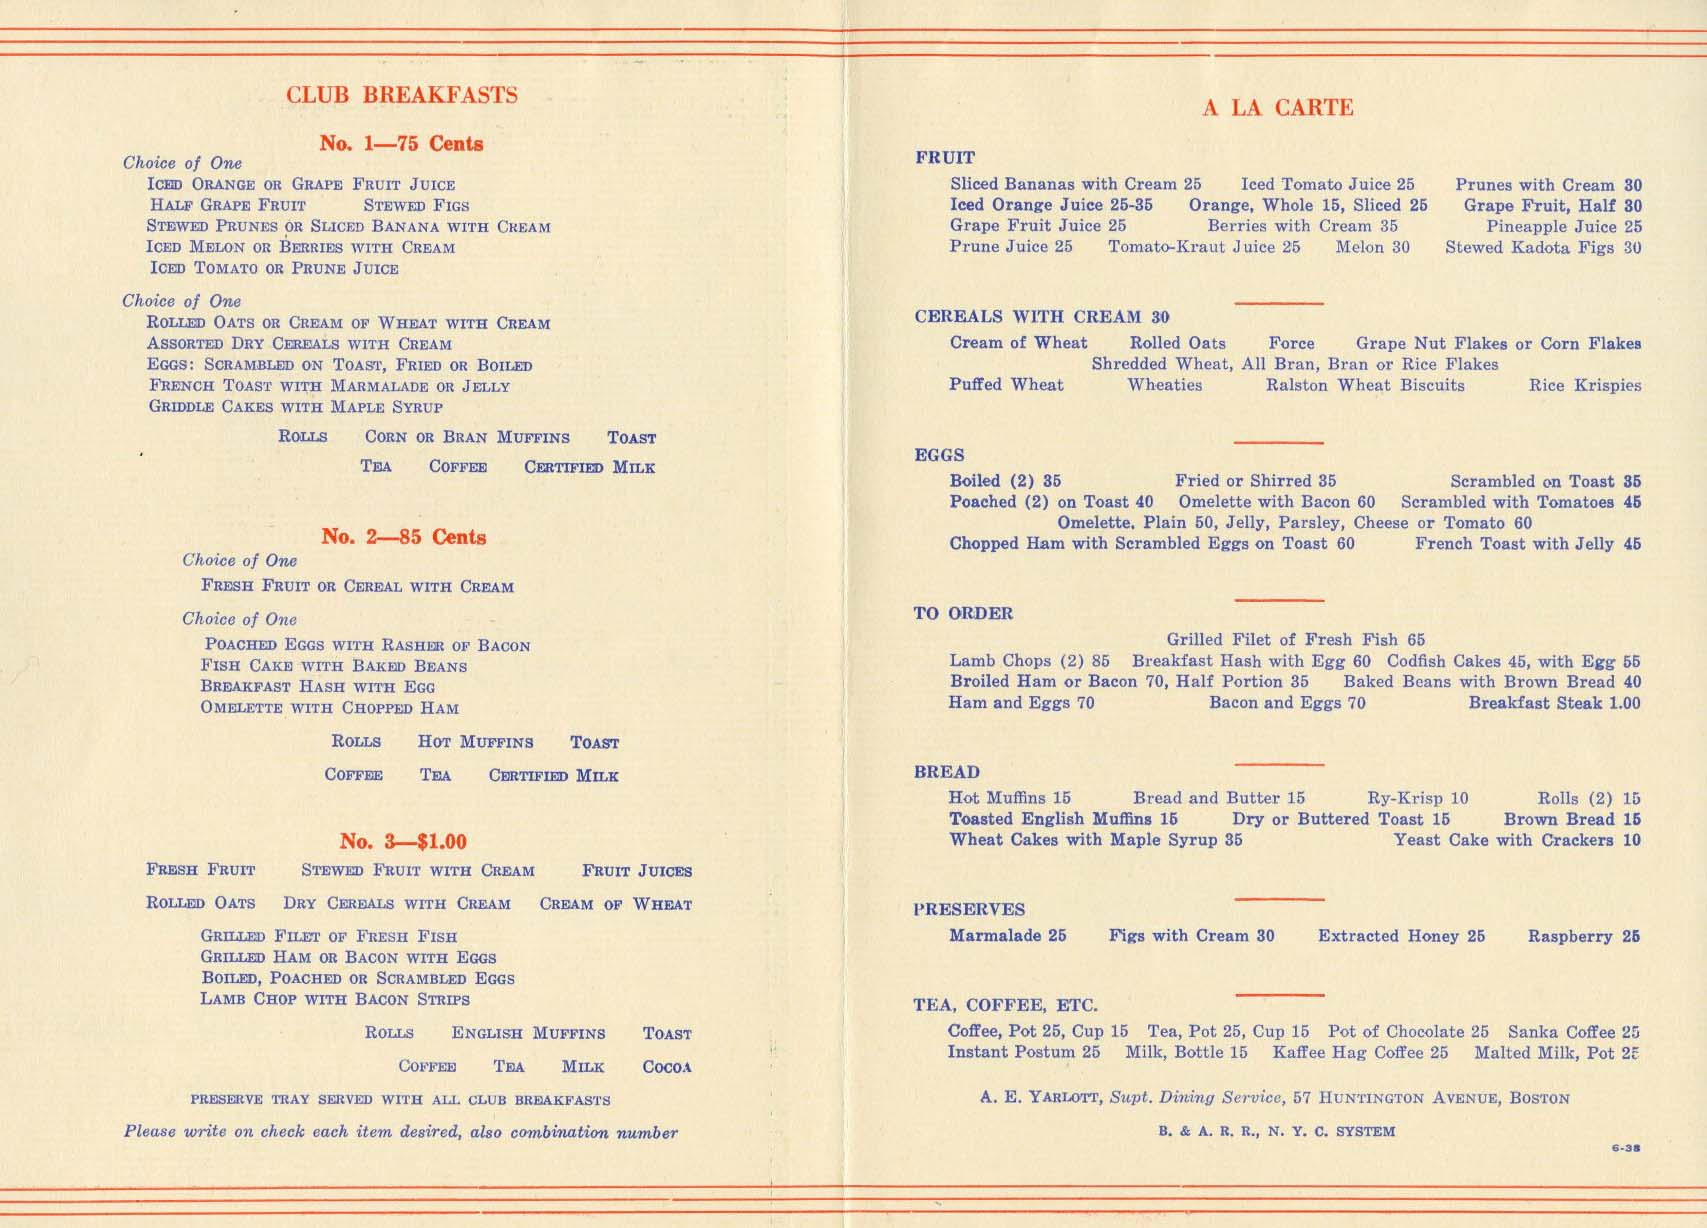 CLUB BREAKFASTS
No. 1—75 Cents
Choice of One
ICED ORANGE OR GRAPE FRUIT JUICE
HALF GRAPE FRUIT STEWED FIGS
STEWED PRUNES OR SLICED BANANA WITH CREAM
ICED MELON OR BERRIES WITH CREAM
ICED TOMATO OR PRUNE JUICE
Choice of One
ROLLED OATS OR CREAM OF WHEAT WITH CREAM
ASSORTED DRY CEREALS WITH CREAM
EGGS: SCRAMBLED ON TOAST, FRIED OR BOILED
FRENCH TOAST WITH MARMALADE OR JELLY
GRIDDLE CAKES WITH MAPLE SYRUP
ROLLS CORN OR BRAN MUFFINS TOAST
TEA COFFEE CERTIFIED MILK
No. 2—85 Cents
Choice of One
FRESH FRUIT OR CEREAL WITH CREAM
Choice of One
POACHED EGGS WITH RASHER OF BACON
FISH CAKE WITH BAKED BEANS
BREAKFAST HASH WITH EGG
OMELETTE WITH CHOPPED HAM
ROLLS HOT MUFFINS TOAST
COFFEE TEA CERTIFIED MILK
No. 3—$1.00
FRESH FRUIT STEWED FRUIT WITH CREAM FRUIT JUICES
ROLLED OATS DRY CEREALS WITH CREAM CREAM OF WHEAT
GRILLED FILET OF FRESH FISH
GRILLED HAM OR BACON WITH EGGS
BOILED, POACHED OR SCRAMBLED EGGS
LAMB CHOP WITH BACON STRIPS
ROLLS ENGLISH MUFFINS TOAST
COFFEE TEA MILK COCOA
PRESERVE TRAY SERVED WITH ALL CLUB BREAKFASTS
Please write on check each item desired, also combination number
A LA CARTE
FRUIT
Sliced Bananas with Cream 25 Iced Tomato Juice 25 Prunes with Cream 30
Iced Orange Juice 25-35 Orange, Whole 15, Sliced 25 Grape Fruit, Half 30
Grape Fruit Juice 25 Berries with Cream 35 Pineapple Juice 25
Prune Juice 25 Tomato-Kraut Juice 25 Melon 30 Stewed Kadota Figs 30
CEREALS WITH CREAM 30
Cream of Wheat Rolled Oats Force Grape Nut Flakes or Corn Flakes
Shredded Wheat, All Bran, Bran or Rice Flakes
Puffed Wheat Wheaties Ralston Wheat Biscuits Rice Krispies
EGGS
Boiled (2) 35 Fried or Shirred 35 Scrambled on Toast 35
Poached (2) on Toast 40 Omelette with Bacon 60 Scrambled with Tomatoes 45
Omelette, Plain 50, Jelly, Parsley, Cheese or Tomato 60
Chopped Ham with Scrambled Eggs on Toast 60 French Toast with Jelly 45
TO ORDER
Grilled Filet of Fresh Fish 65
Lamb Chops (2) 85 Breakfast Hash with Egg 60 Codfish Cakes 45, with Egg 55
Broiled Ham or Bacon 70, Half Portion 35 Baked Beans with Brown Bread 40
Ham and Eggs 70 Bacon and Eggs 70 Breakfast Steak 1.00
BREAD
Hot Muffins 15 Bread and Butter 15 Ry-Krisp 10 Rolls (2) 15
Toasted English Muffins 15 Dry or Buttered Toast 15 Brown Bread 15
Wheat Cakes with Maple Syrup 35 Yeast Cake with Crackers 10
PRESERVES
Marmalade 25 Figs with Cream 30 Extracted Honey 25 Raspberry 25
TEA, COFFEE, ETC.
Coffee, Pot 25, Cup 15 Tea, Pot 25, Cup 15 Pot of Chocolate 25 Sanka Coffee 25
Instant Postum 25 Milk, Bottle 15 Kaffee Hag Coffee 25 Malted Milk, Pot 25
A. E. YARLOTT, Supt. Dining Service, 57 HUNTINGTON AVENUE, BOSTON
B. & A. R. R., N. Y. C. SYSTEM
6-38